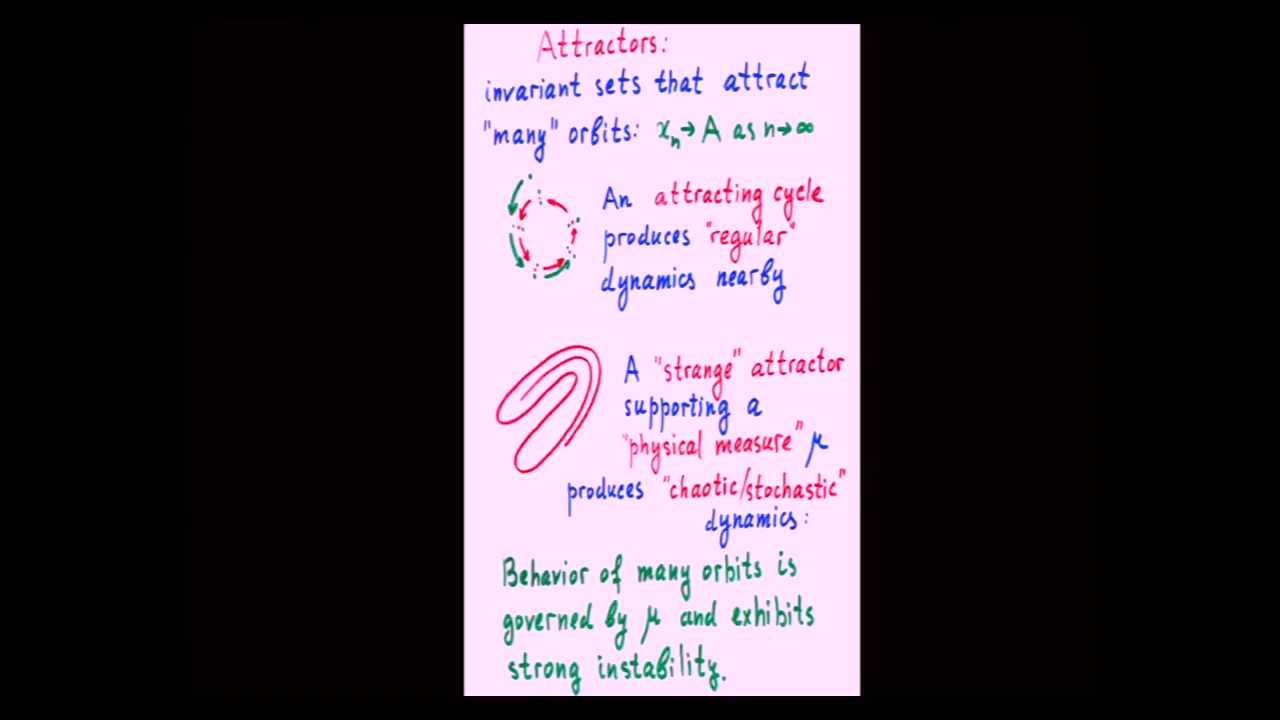 Attractors:
invariant sets that attract
"many" orbits: xₙ→A as n→∞
An attracting cycle
produces "regular"
dynamics nearby
A "strange" attractor
supporting a
"physical measure" μ
produces "chaotic/stochastic"
dynamics:
Behavior of many orbits is
governed by μ and exhibits
strong instability.